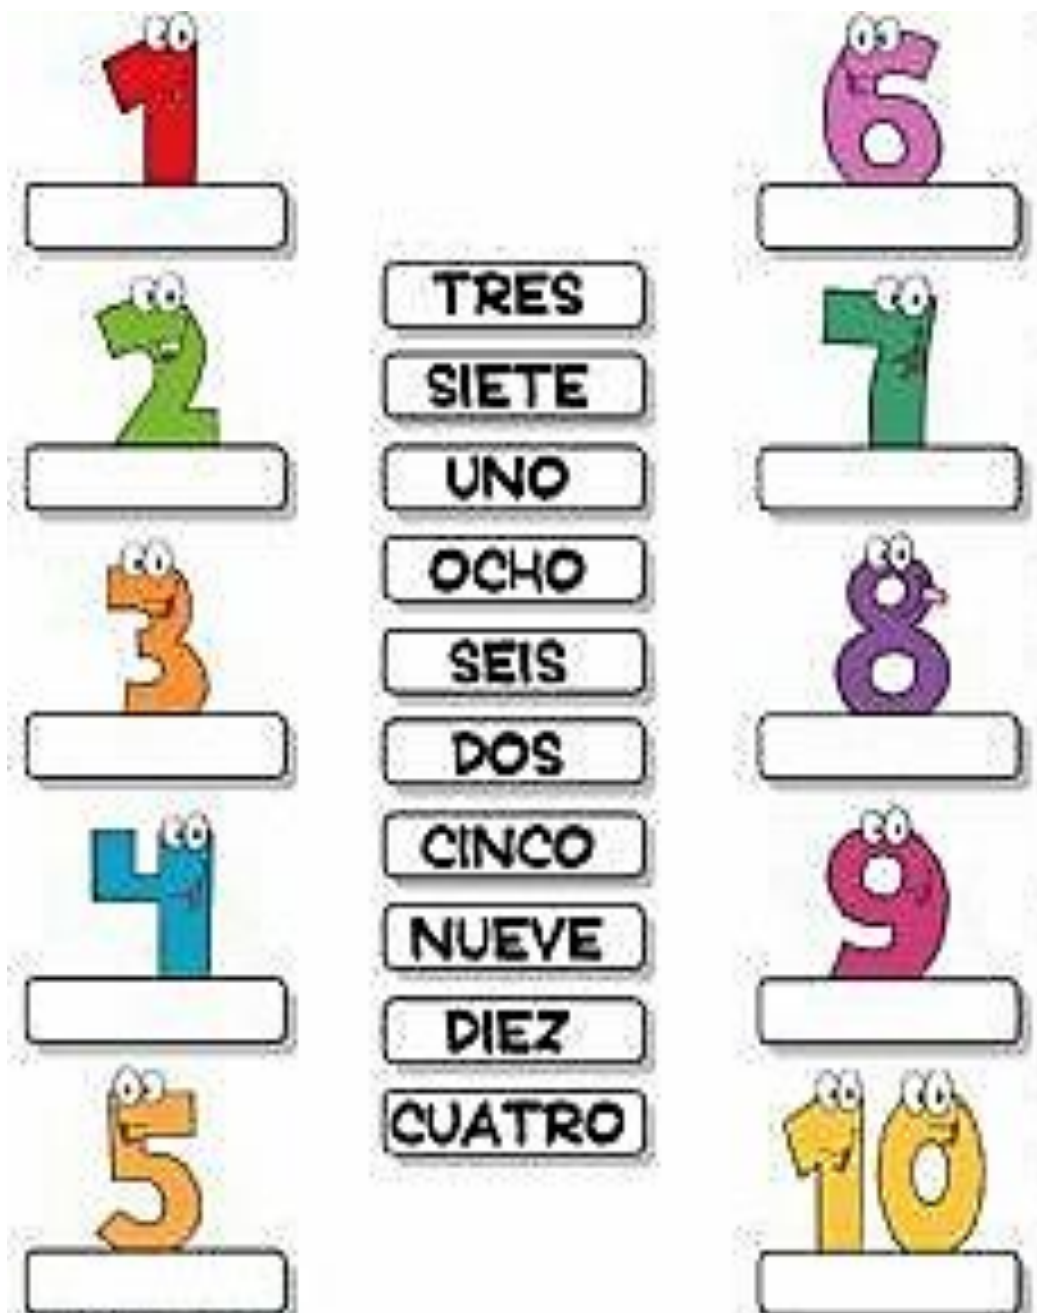 1
6
TRES
2
7
SIETE
UNO
3
OCHO
8
SEIS
DOS
4
CINCO
9
NUEVE
DIEZ
5
CUATRO
10